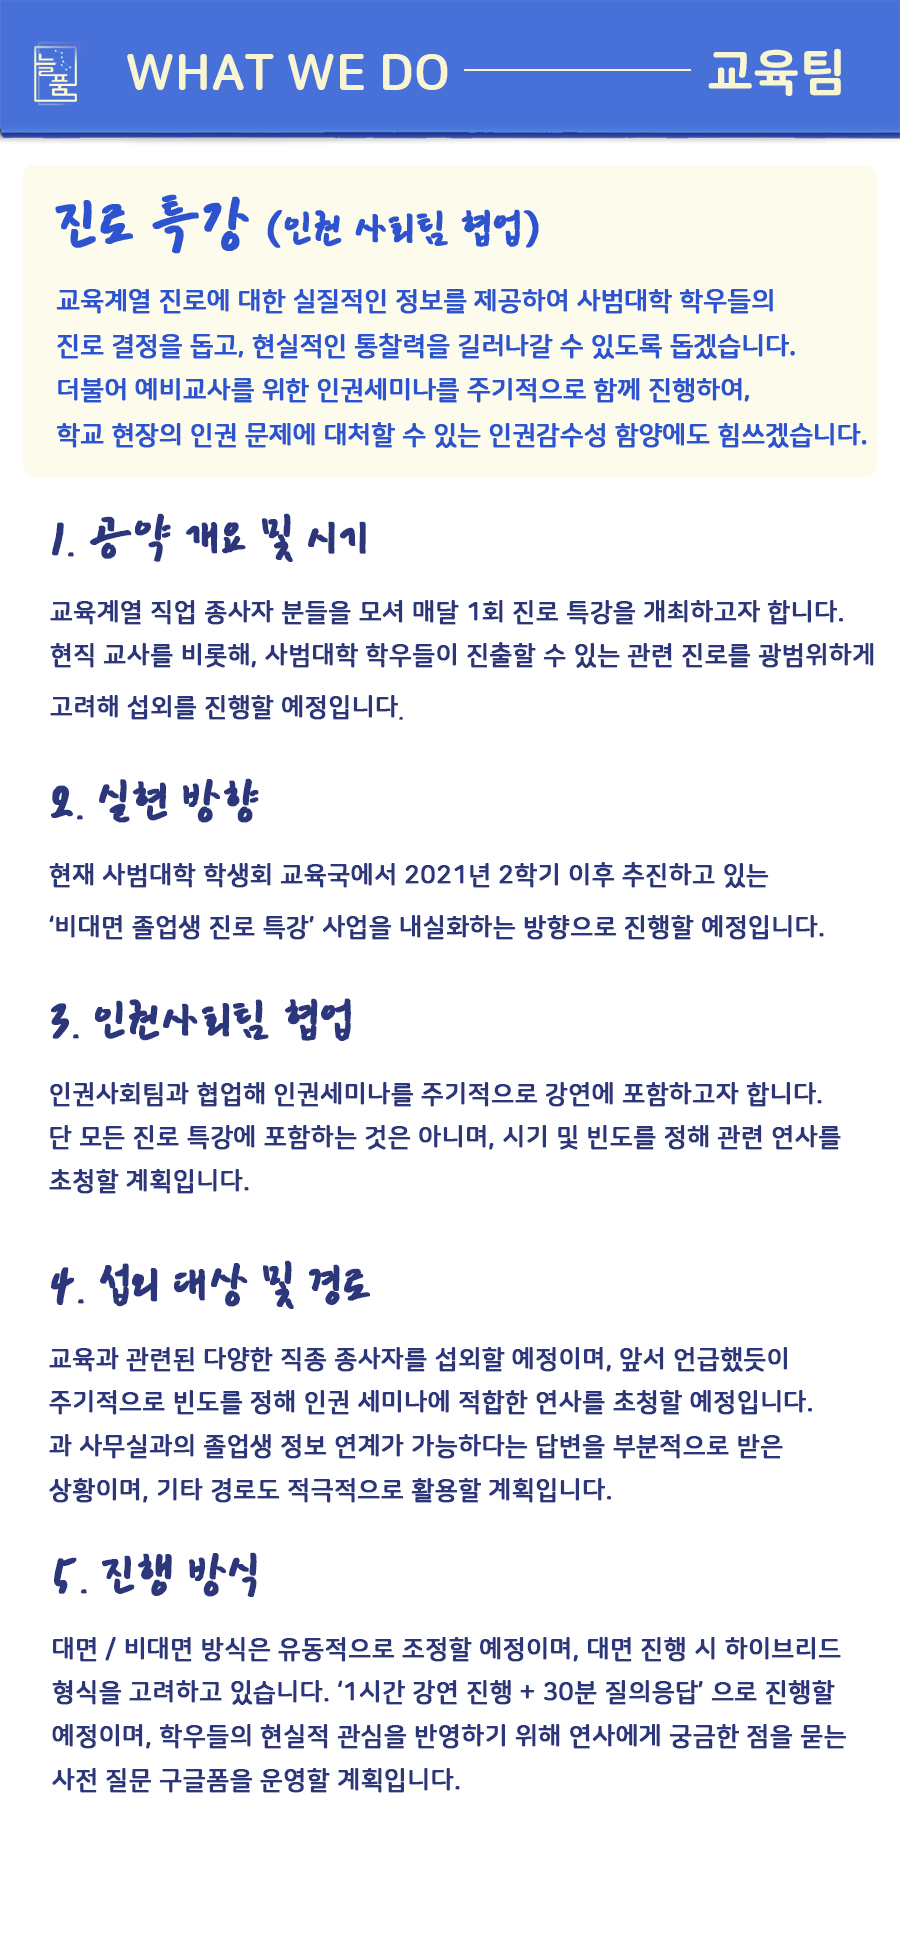 늘품
WHAT WE DO
교육팀
진로 특강 (인권 사회팀 협업)
교육계열 진로에 대한 실질적인 정보를 제공하여 사범대학 학우들의
진로 결정을 돕고, 현실적인 통찰력을 길러나갈 수 있도록 돕겠습니다.
더불어 예비교사를 위한 인권세미나를 주기적으로 함께 진행하여,
학교 현장의 인권 문제에 대처할 수 있는 인권감수성 함양에도 힘쓰겠습니다.
1. 공약 개요 및 시기
교육계열 직업 종사자 분들을 모셔 매달 1회 진로 특강을 개최하고자 합니다.
현직 교사를 비롯해, 사범대학 학우들이 진출할 수 있는 관련 진로를 광범위하게
고려해 섭외를 진행할 예정입니다.
2. 실현 방향
현재 사범대학 학생회 교육국에서 2021년 2학기 이후 추진하고 있는
‘비대면 졸업생 진로 특강’ 사업을 내실화하는 방향으로 진행할 예정입니다.
3. 인권사회팀 협업
인권사회팀과 협업해 인권세미나를 주기적으로 강연에 포함하고자 합니다.
단 모든 진로 특강에 포함하는 것은 아니며, 시기 및 빈도를 정해 관련 연사를
초청할 계획입니다.
4. 섭외 대상 및 경로
교육과 관련된 다양한 직종 종사자를 섭외할 예정이며, 앞서 언급했듯이
주기적으로 빈도를 정해 인권 세미나에 적합한 연사를 초청할 예정입니다.
과 사무실과의 졸업생 정보 연계가 가능하다는 답변을 부분적으로 받은
상황이며, 기타 경로도 적극적으로 활용할 계획입니다.
5. 진행 방식
대면 / 비대면 방식은 유동적으로 조정할 예정이며, 대면 진행 시 하이브리드
형식을 고려하고 있습니다. ‘1시간 강연 진행 + 30분 질의응답’ 으로 진행할
예정이며, 학우들의 현실적 관심을 반영하기 위해 연사에게 궁금한 점을 묻는
사전 질문 구글폼을 운영할 계획입니다.